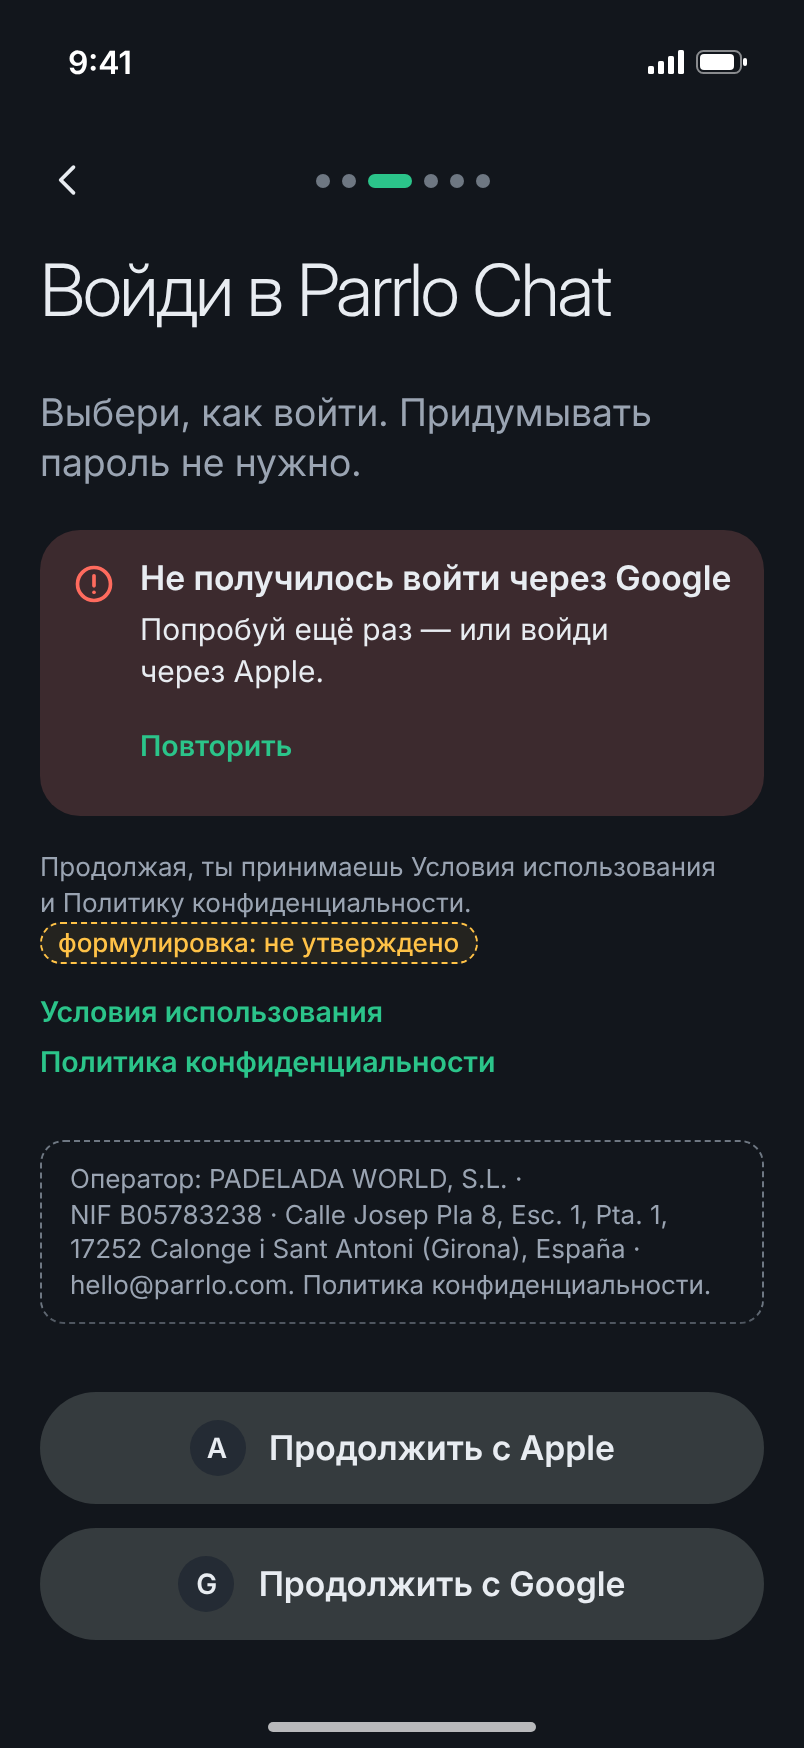 9:41
Войди в Parrlo Chat
Выбери, как войти. Придумывать
пароль не нужно.
Не получилось войти через Google
Попробуй ещё раз — или войди
через Apple.
Повторить
Продолжая, ты принимаешь Условия использования
и Политику конфиденциальности.
формулировка: не утверждено
Условия использования
Политика конфиденциальности
Оператор: PADELADA WORLD, S.L. ·
NIF B05783238 · Calle Josep Pla 8, Esc. 1, Pta. 1,
17252 Calonge i Sant Antoni (Girona), España ·
hello@parrlo.com. Политика конфиденциальности.
A Продолжить с Apple
G Продолжить с Google